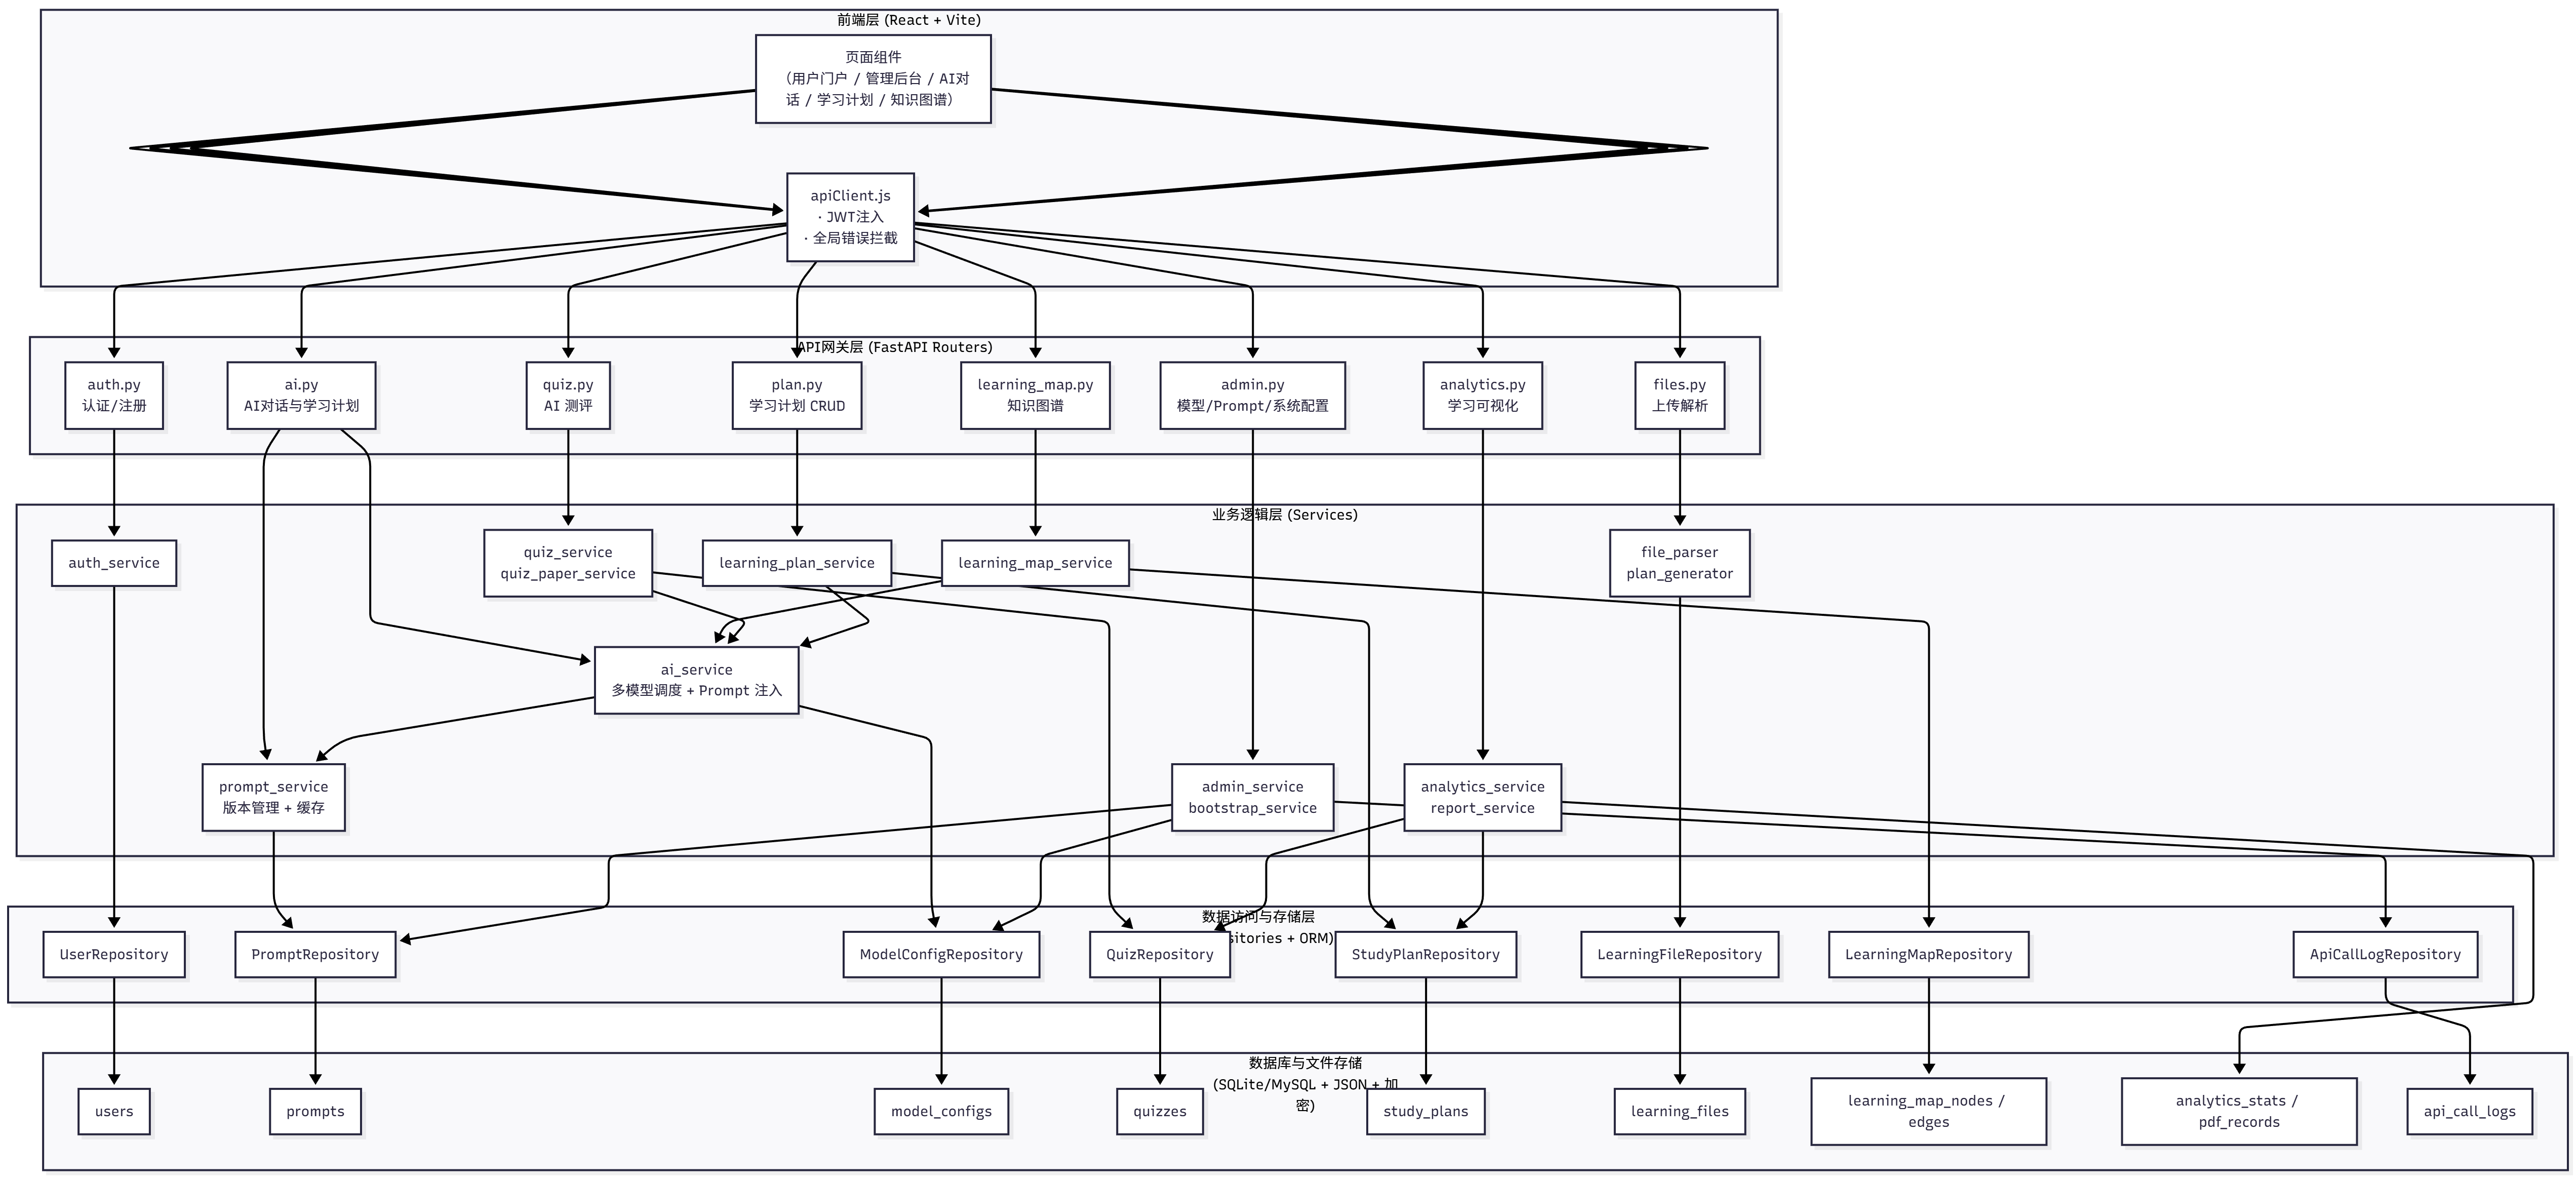 前端层 (React + Vite)
页面组件
（用户门户 / 管理后台 / AI对
话 / 学习计划 / 知识图谱）
apiClient.js
· JWT注入
· 全局错误拦截
API网关层 (FastAPI Routers)
auth.py
认证/注册
ai.py
AI对话与学习计划
quiz.py
AI 测评
plan.py
学习计划 CRUD
learning_map.py
知识图谱
admin.py
模型/Prompt/系统配置
analytics.py
学习可视化
files.py
上传解析
业务逻辑层 (Services)
auth_service
quiz_service
quiz_paper_service
learning_plan_service
learning_map_service
file_parser
plan_generator
ai_service
多模型调度 + Prompt 注入
prompt_service
版本管理 + 缓存
admin_service
bootstrap_service
analytics_service
report_service
数据访问与存储层
sitories + ORM)
UserRepository
PromptRepository
ModelConfigRepository
QuizRepository
StudyPlanRepository
LearningFileRepository
LearningMapRepository
ApiCallLogRepository
数据库与文件存储
(SQLite/MySQL + JSON + 加
密)
users
prompts
model_configs
quizzes
study_plans
learning_files
learning_map_nodes /
edges
analytics_stats /
pdf_records
api_call_logs